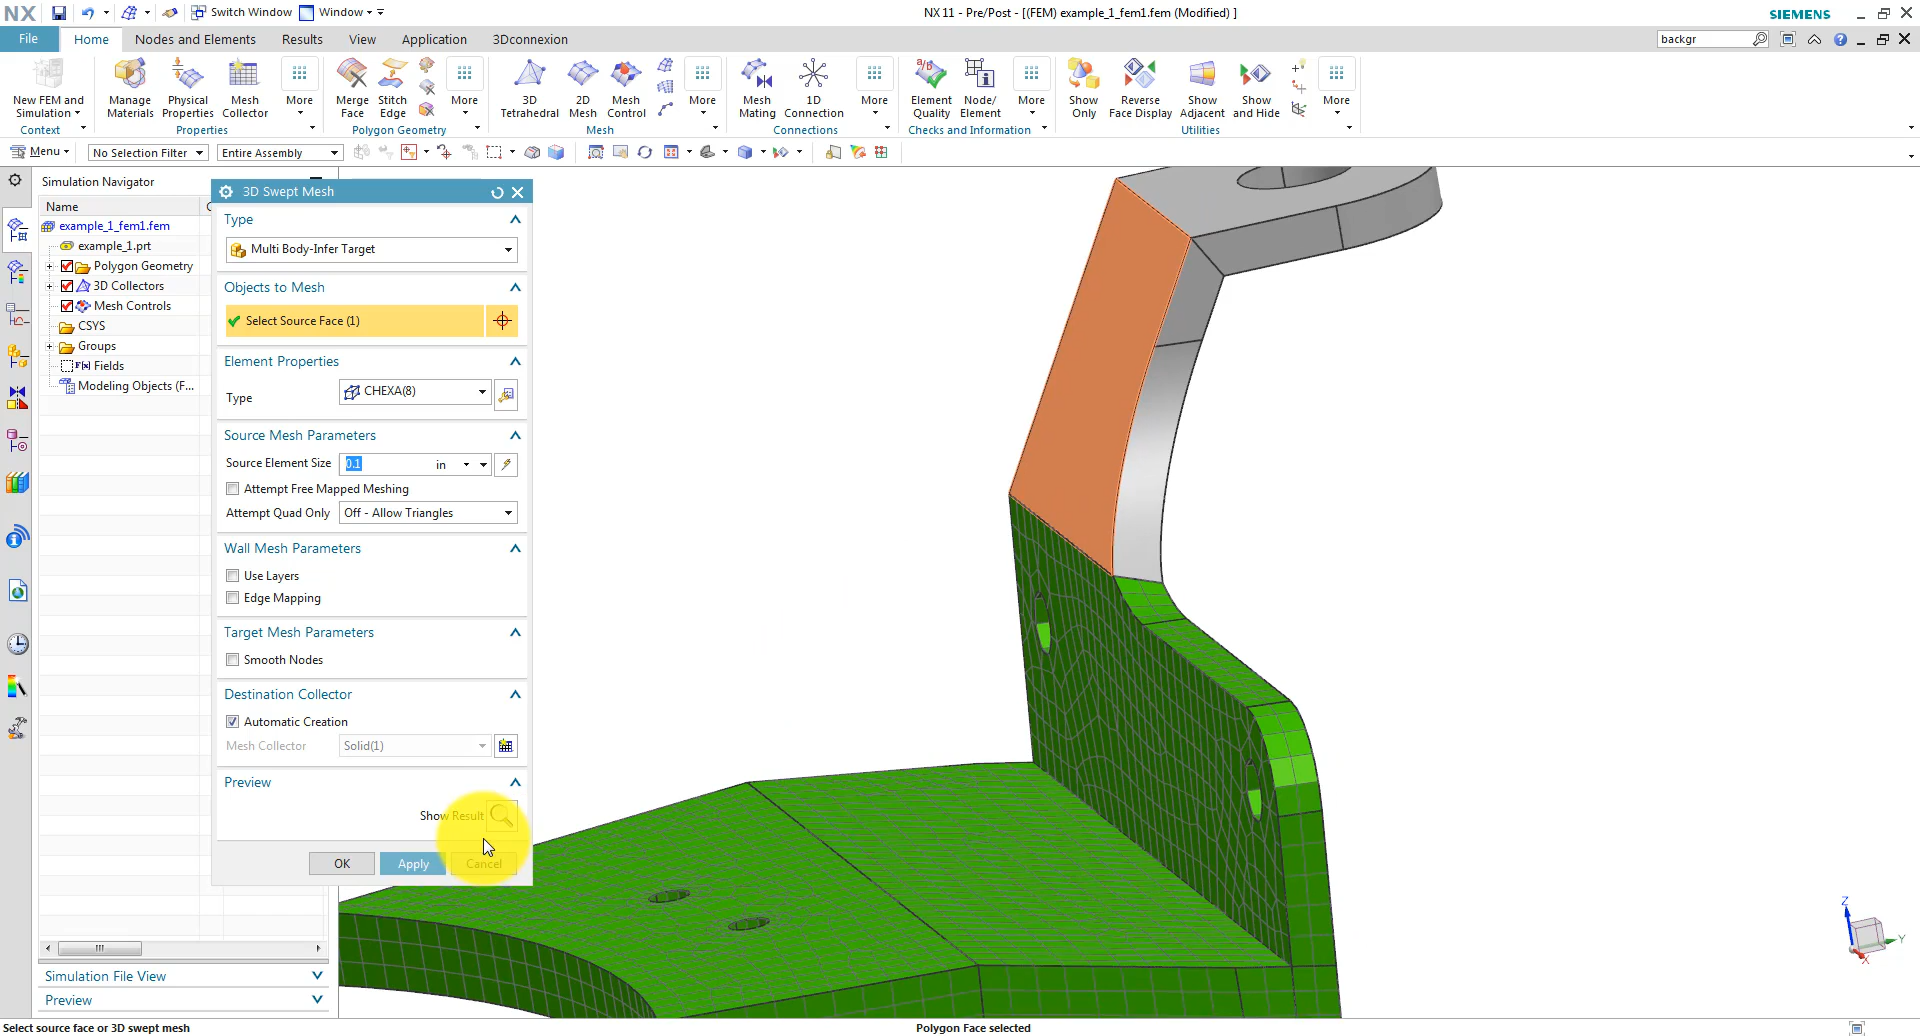 NX
Switch Window
Window
NX 11 - Pre/Post - [(FEM) example_1_fem1.fem (Modified) ]
SIEMENS
File
Home
Nodes and Elements
Results
View
Application
3Dconnexion
backgr
New FEM and Simulation
Manage Materials
Physical Properties
Mesh Collector
More
Merge Face
Stitch Edge
More
3D Tetrahedral
2D Mesh
Mesh Control
More
Mesh Mating
1D Connection
More
Element Quality
Node/ Element
More
Show Only
Reverse Face Display
Show Adjacent
Show and Hide
More
Context
Properties
Polygon Geometry
Mesh
Connections
Checks and Information
Utilities
Menu
No Selection Filter
Entire Assembly
Simulation Navigator
Name
C
example_1_fem1.fem
example_1.prt
Polygon Geometry
3D Collectors
Mesh Controls
CSYS
Groups
Fields
Modeling Objects (F...
Simulation File View
Preview
3D Swept Mesh
Type
Multi Body-Infer Target
Objects to Mesh
Select Source Face (1)
Element Properties
Type
CHEXA(8)
Source Mesh Parameters
Source Element Size
0.1
in
Attempt Free Mapped Meshing
Attempt Quad Only
Off - Allow Triangles
Wall Mesh Parameters
Use Layers
Edge Mapping
Target Mesh Parameters
Smooth Nodes
Destination Collector
Automatic Creation
Mesh Collector
Solid(1)
Preview
Show Result
OK
Apply
Cancel
Z
Y
X
Select source face or 3D swept mesh
Polygon Face selected